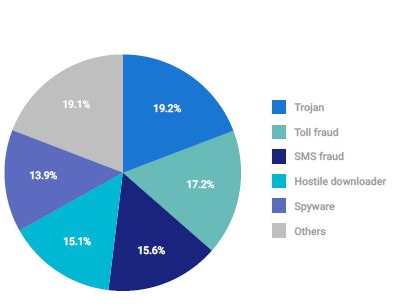 19.1%
19.2%
13.9%
17.2%
15.1%
15.6%
Trojan
Toll fraud
SMS fraud
Hostile downloader
Spyware
Others